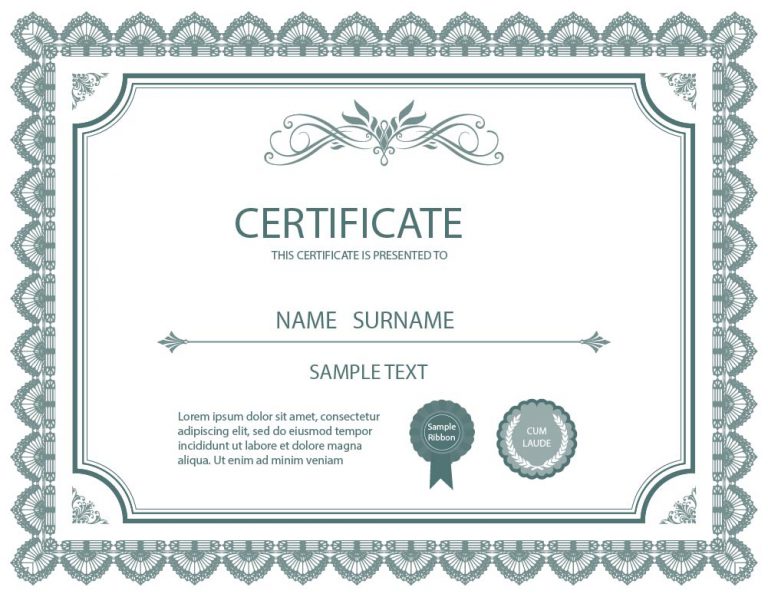 CERTIFICATE
THIS CERTIFICATE IS PRESENTED TO
NAME SURNAME
SAMPLE TEXT
Lorem ipsum dolor sit amet, consectetur
adipiscing elit, sed do eiusmod tempor
incididunt ut labore et dolore magna
aliqua. Ut enim ad minim veniam
Sample
Ribbon
CUM
LAUDE